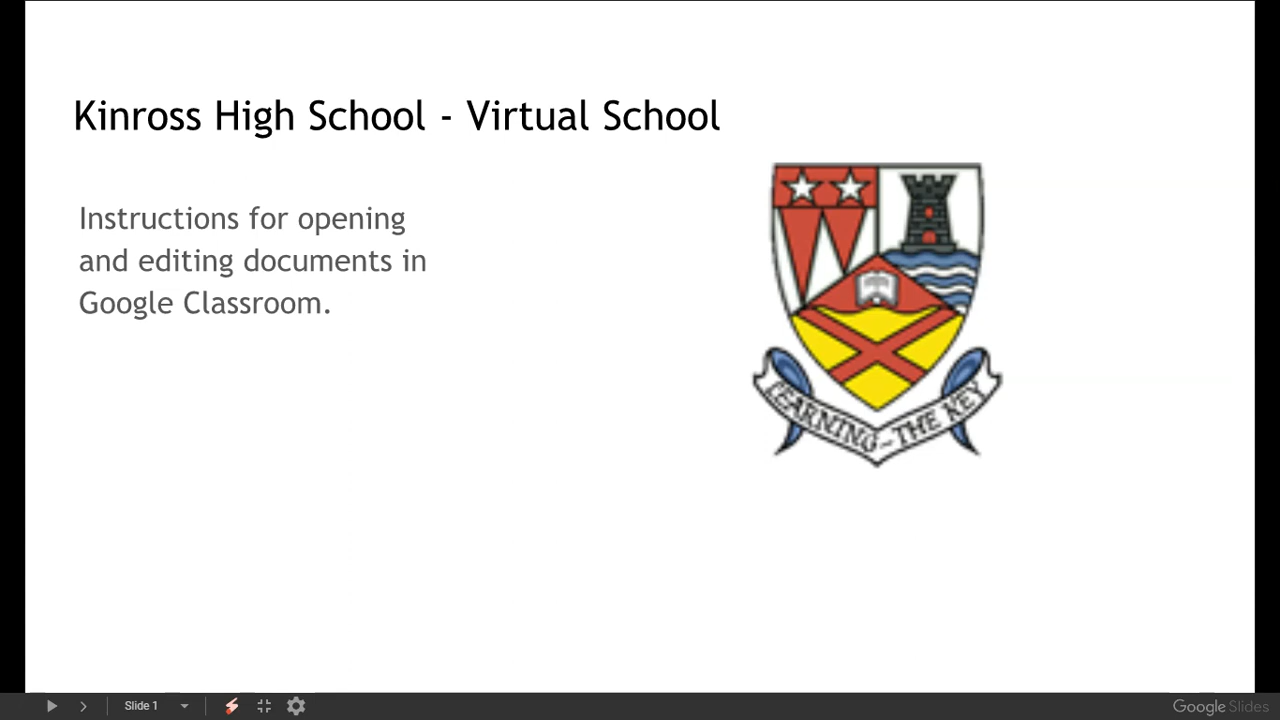 Kinross High School - Virtual School
Instructions for opening
and editing documents in
Google Classroom.
LEARNING~THE KEY
Slide 1
Google Slides